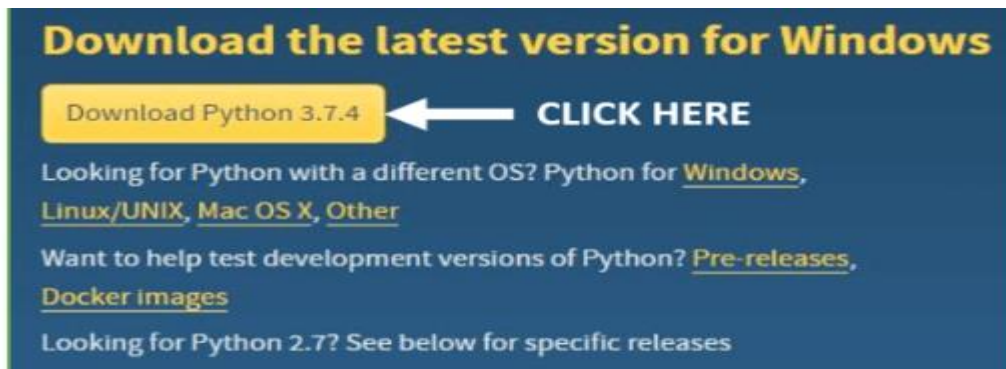 Download the latest version for Windows
Download Python 3.7.4 CLICK HERE
Looking for Python with a different OS? Python for Windows,
Linux/UNIX, Mac OS X, Other
Want to help test development versions of Python? Pre-releases,
Docker images
Looking for Python 2.7? See below for specific releases